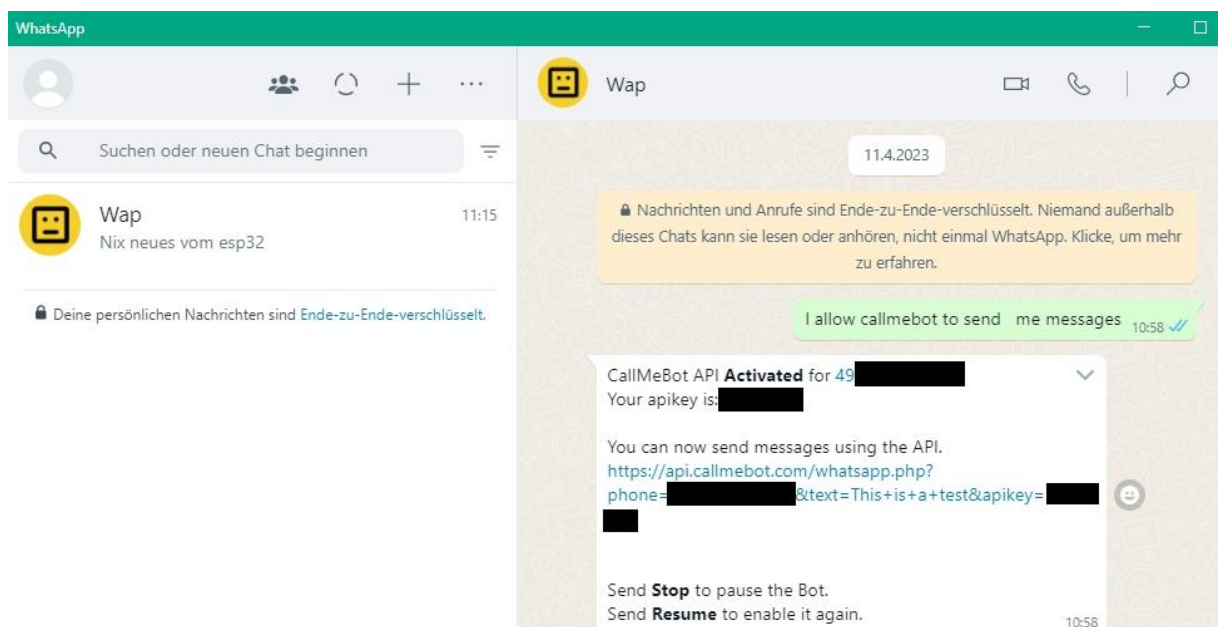 WhatsApp
Suchen oder neuen Chat beginnen
Wap
11:15
Nix neues vom esp32
Deine persönlichen Nachrichten sind Ende-zu-Ende-verschlüsselt.
Wap
11.4.2023
Nachrichten und Anrufe sind Ende-zu-Ende-verschlüsselt. Niemand außerhalb
dieses Chats kann sie lesen oder anhören, nicht einmal WhatsApp. Klicke, um mehr
zu erfahren.
I allow callmebot to send me messages 10:58
CallMeBot API Activated for 49
Your apikey is:
You can now send messages using the API.
https://api.callmebot.com/whatsapp.php?
phone= &text=This+is+a+test&apikey=
Send Stop to pause the Bot.
Send Resume to enable it again.
10:58